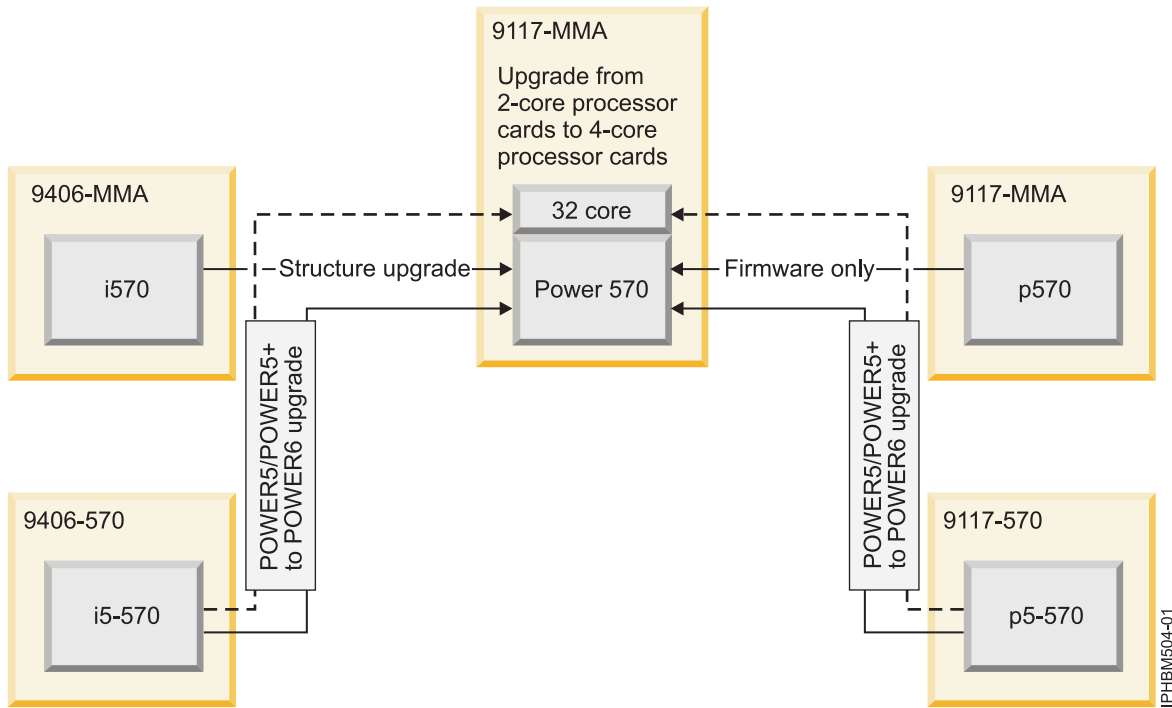 9117-MMA
Upgrade from
2-core processor
cards to 4-core
processor cards
32 core
Power 570
9406-MMA
i570
Structure upgrade
Firmware only
9117-MMA
p570
POWER5/POWER5+
to POWER6 upgrade
POWER5/POWER5+
to POWER6 upgrade
9406-570
i5-570
9117-570
p5-570
IPHBM504-01